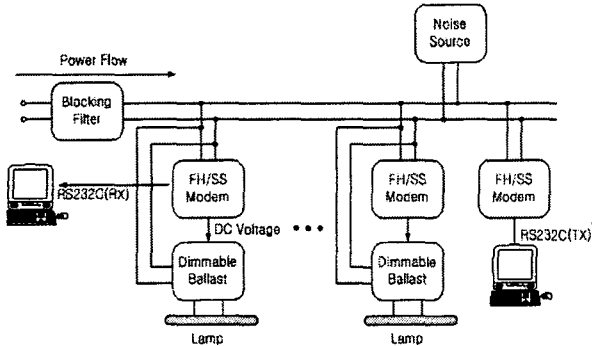 Noise
Source
Power Flow
Blocking
Filter
RS232C(RX)
FH/SS
Modem
FH/SS
Modem
FH/SS
Modem
DC Voltage
RS232C(TX)
Dimmable
Ballast
Dimmable
Ballast
Lamp
Lamp